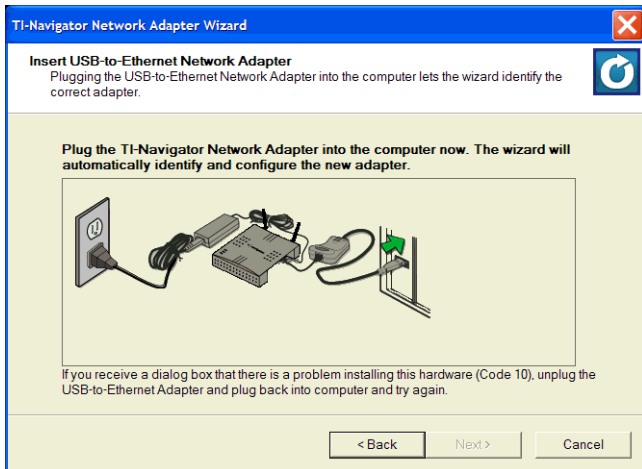 TI-Navigator Network Adapter Wizard
Insert USB-to-Ethernet Network Adapter
Plugging the USB-to-Ethernet Network Adapter into the computer lets the wizard identify the
correct adapter.
Plug the TI-Navigator Network Adapter into the computer now. The wizard will
automatically identify and configure the new adapter.
If you receive a dialog box that there is a problem installing this hardware (Code 10), unplug the
USB-to-Ethernet Adapter and plug back into computer and try again.
< Back
Next >
Cancel